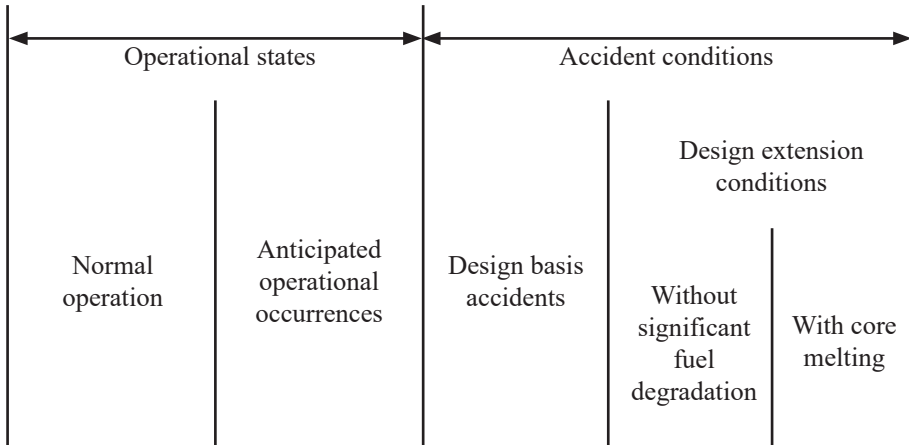 Operational states
Accident conditions
Normal
operation
Anticipated
operational
occurrences
Design basis
accidents
Design extension
conditions
Without
significant
fuel
degradation
With core
melting